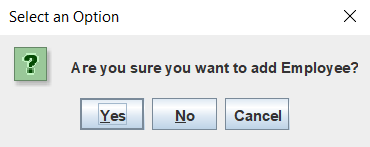 Select an Option
Are you sure you want to add Employee?
Yes No Cancel